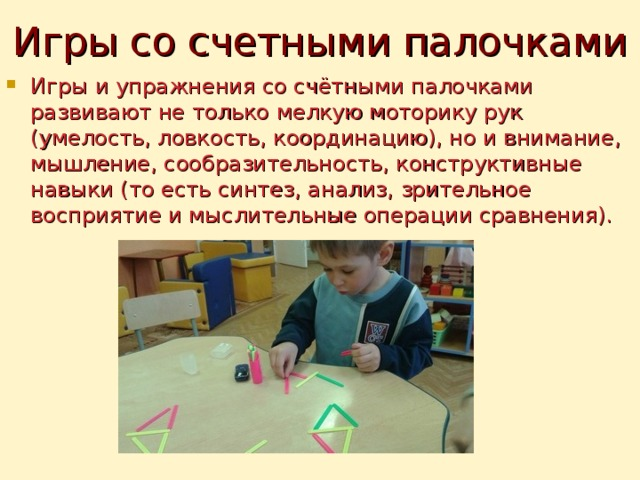 Игры со счетными палочками
Игры и упражнения со счётными палочками
развивают не только мелкую моторику рук
(умелость, ловкость, координацию), но и внимание,
мышление, сообразительность, конструктивные
навыки (то есть синтез, анализ, зрительное
восприятие и мыслительные операции сравнения).